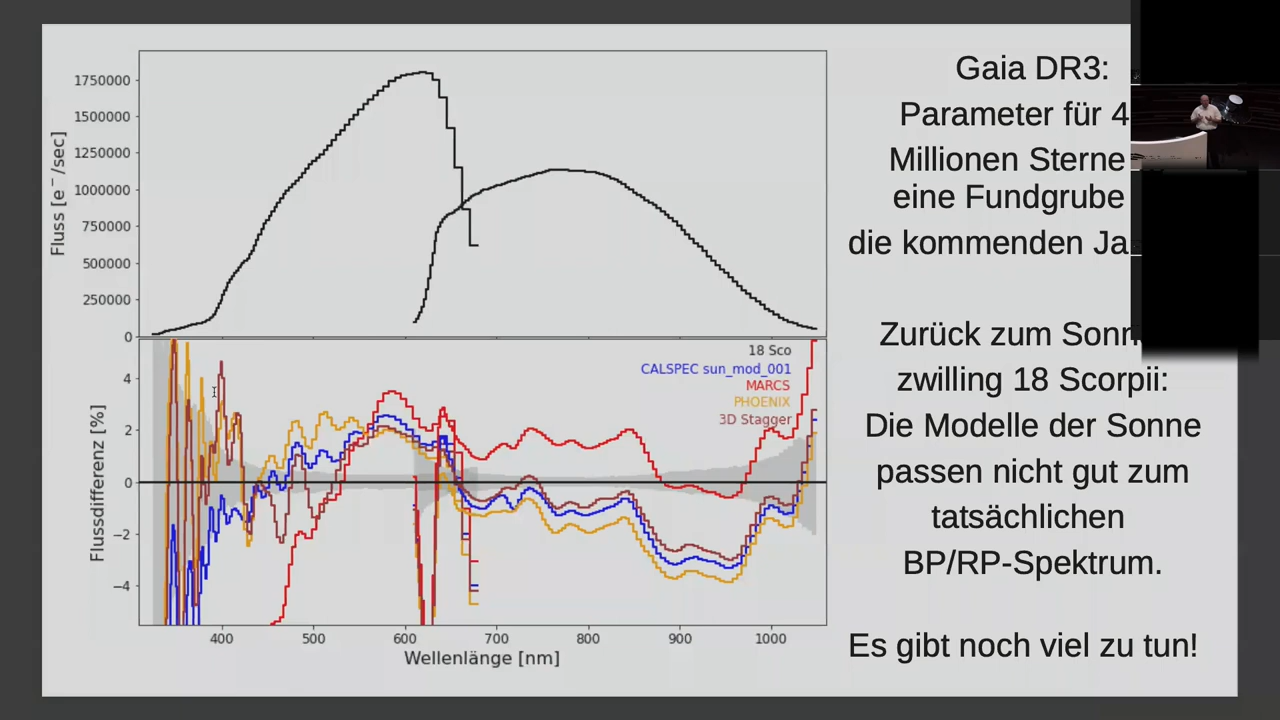 1750000
1500000
1250000
1000000
750000
500000
250000
0
Fluss [e⁻/sec]
18 Sco
CALSPEC sun_mod_001
MARCS
PHOENIX
3D Stagger
4
2
0
−2
−4
Flussdifferenz [%]
400 500 600 700 800 900 1000
Wellenlänge [nm]
Gaia DR3:
Parameter für 4
Millionen Sterne
eine Fundgrube
die kommenden
Zurück zum
zwilling 18 Scorpii:
Die Modelle der Sonne
passen nicht gut zum
tatsächlichen
BP/RP-Spektrum.
Es gibt noch viel zu tun!